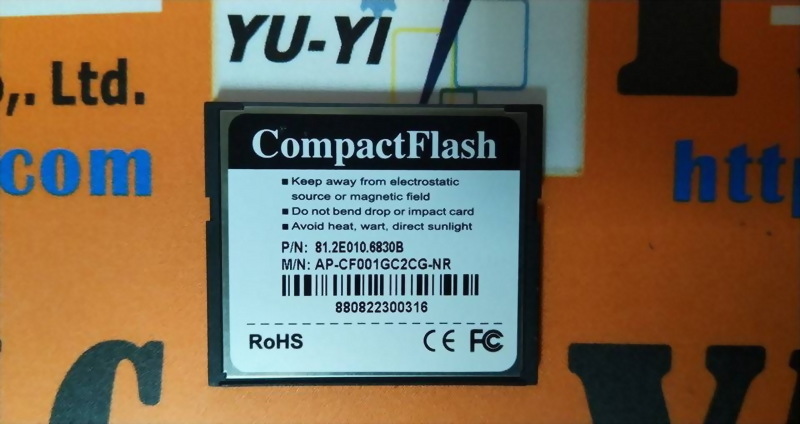 YU-YI
,. Ltd.
com
http
CompactFlash
■ Keep away from electrostatic
source or magnetic field
■ Do not bend drop or impact card
■ Avoid heat, wart, direct sunlight
P/N: 81.2E010.6830B
M/N: AP-CF001GC2CG-NR
880822300316
RoHS CE FC